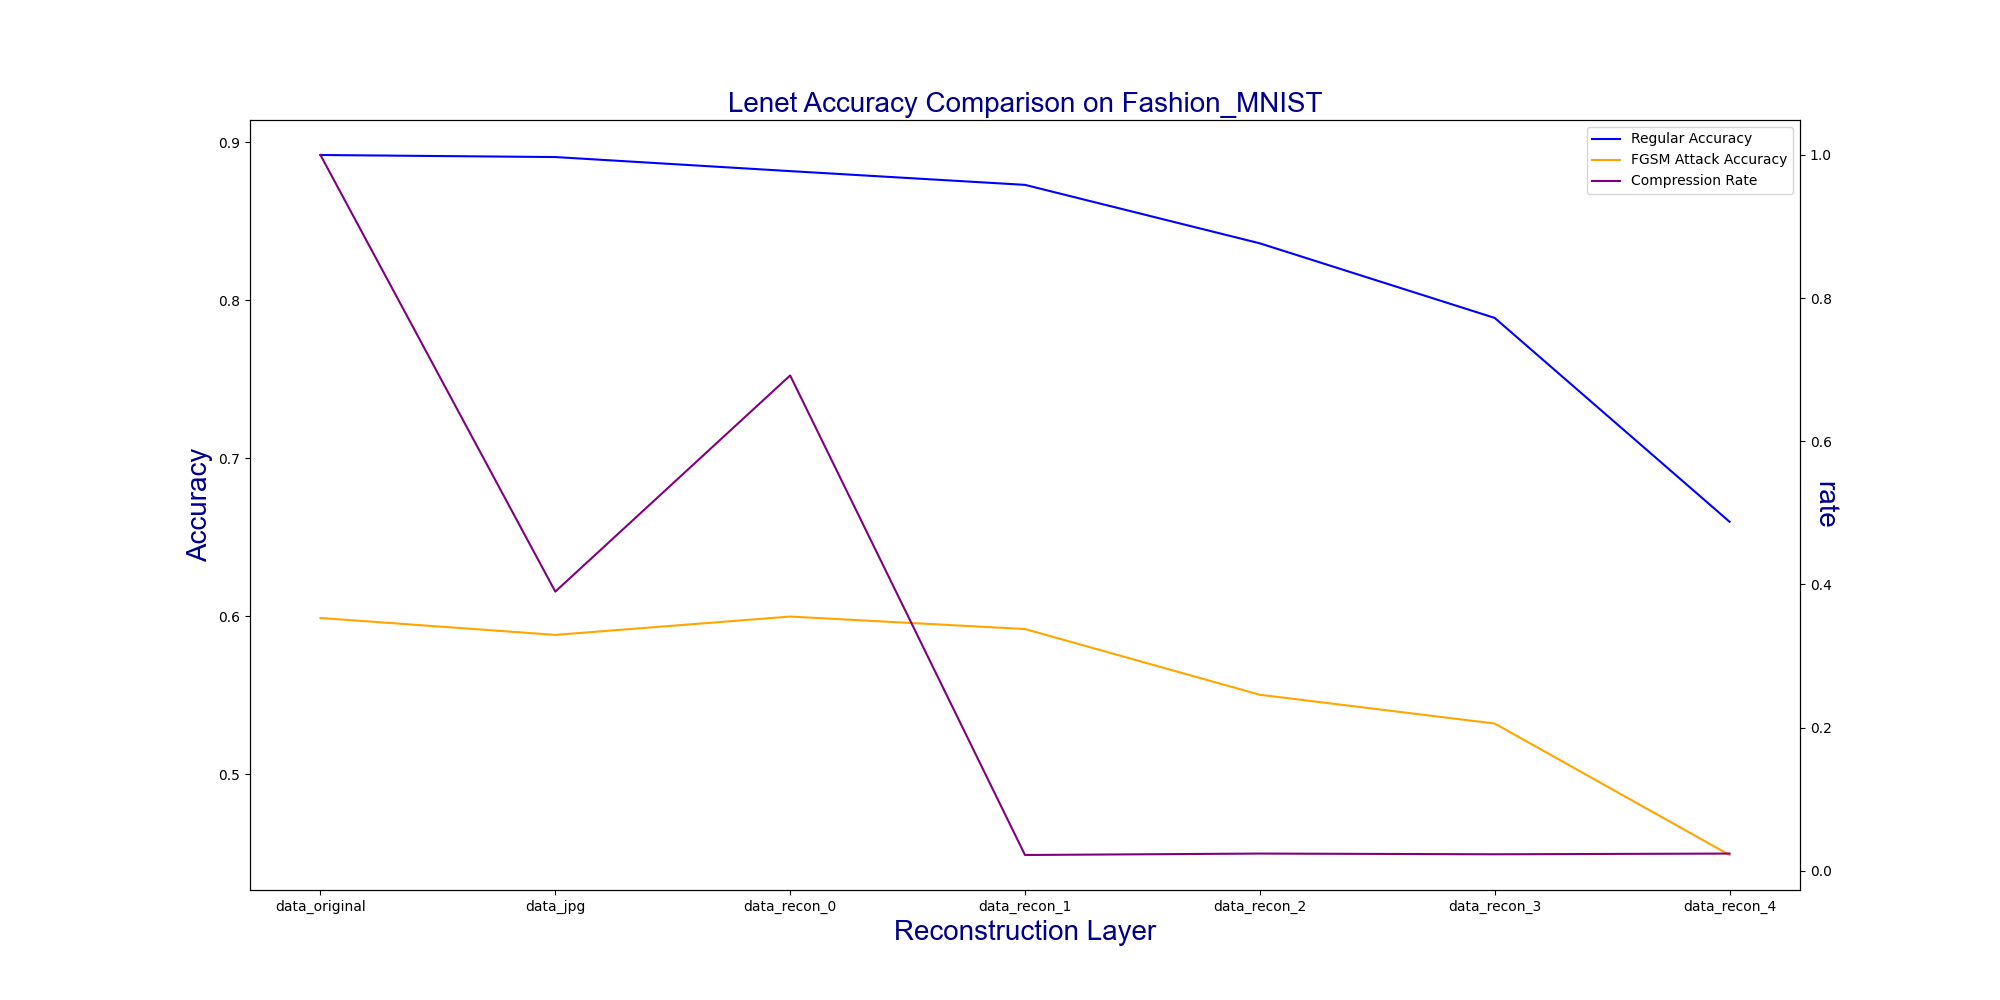 Lenet Accuracy Comparison on Fashion_MNIST
Regular Accuracy
FGSM Attack Accuracy
Compression Rate
Accuracy
0.9
0.8
0.7
0.6
0.5
1.0
0.8
0.6
0.4
0.2
0.0
rate
data_original data_jpg data_recon_0 data_recon_1 data_recon_2 data_recon_3 data_recon_4
Reconstruction Layer